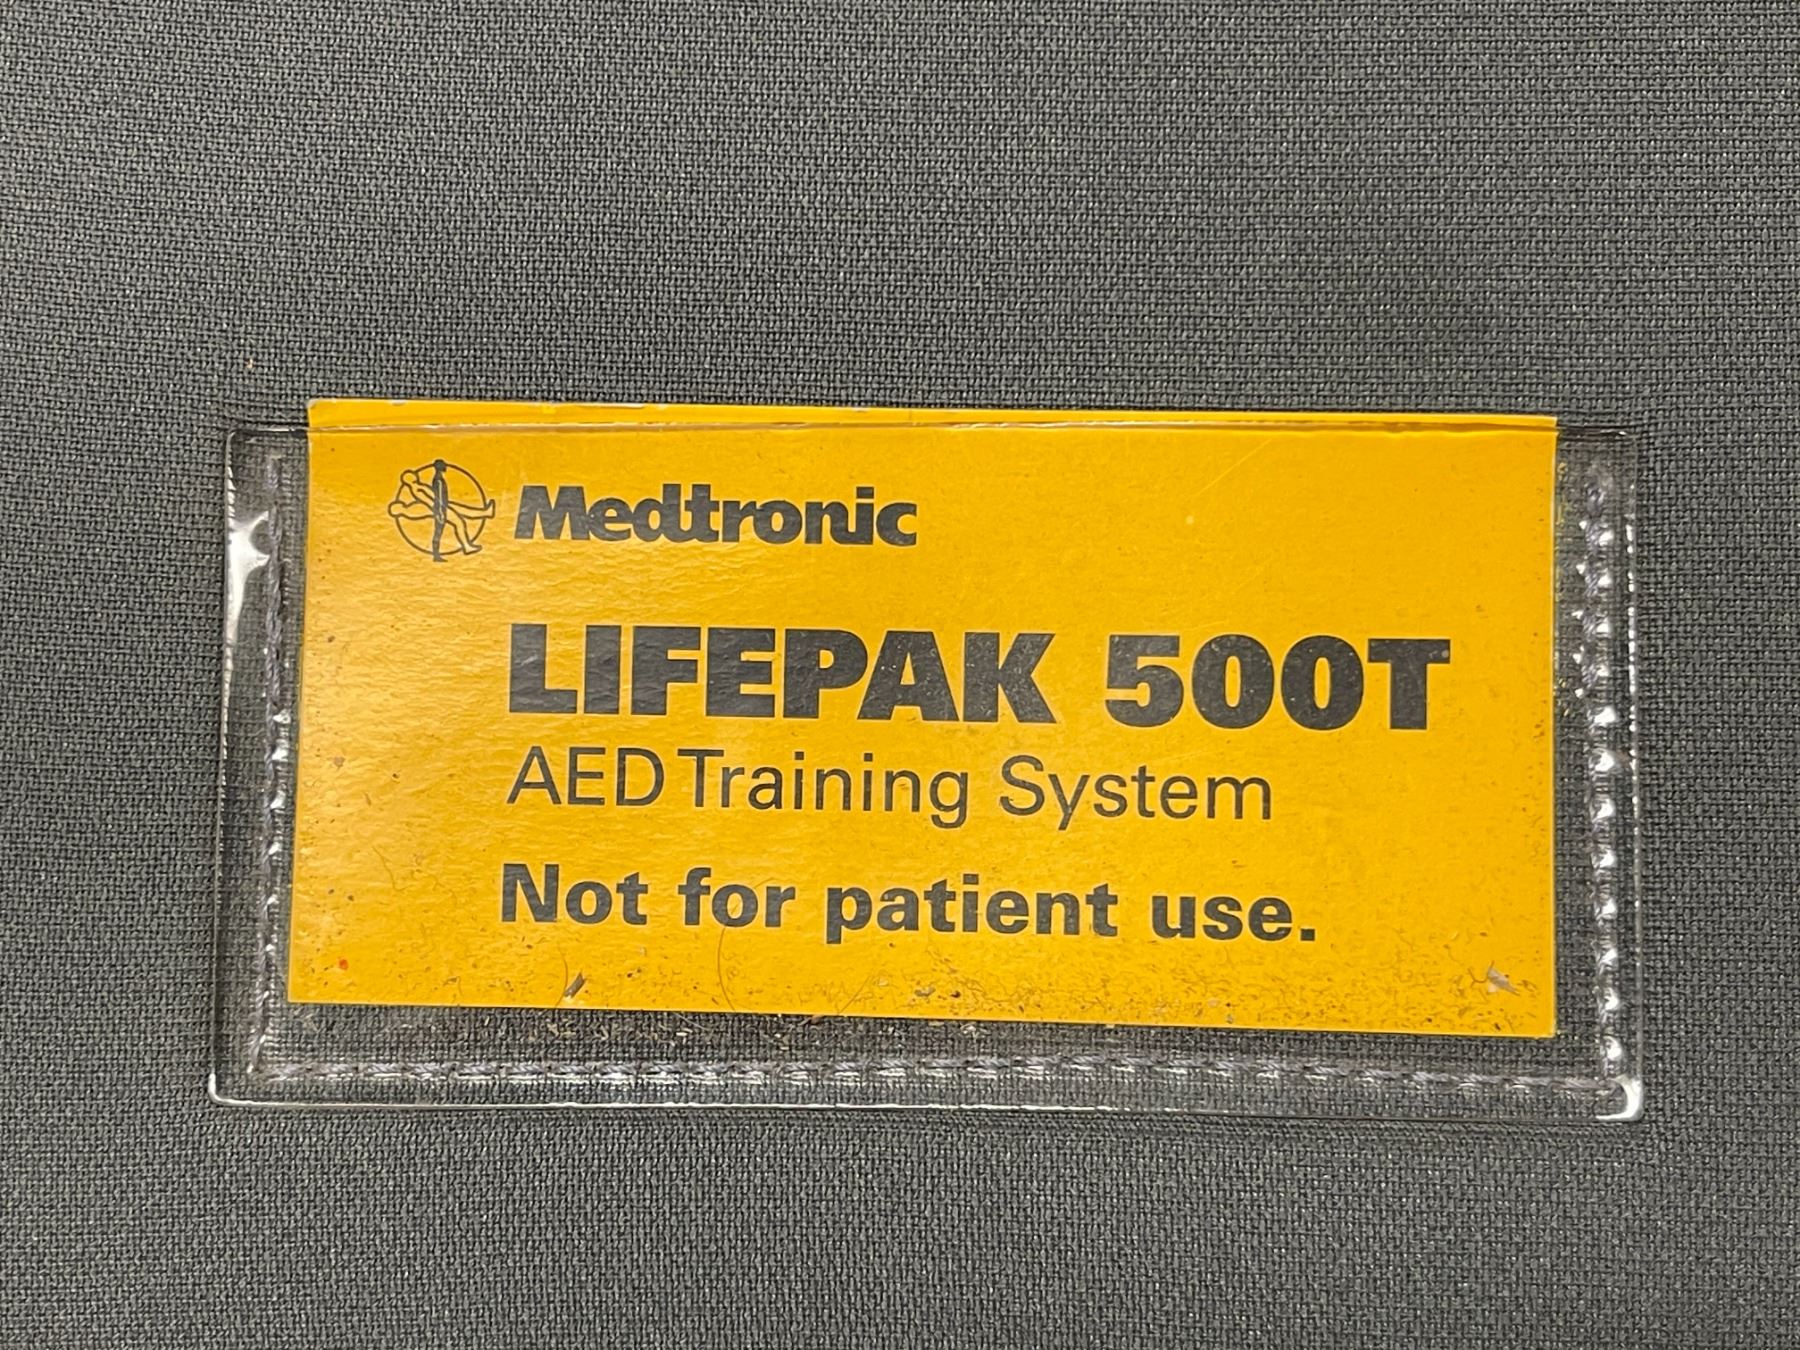 Medtronic
LIFEPAK 500T
AED Training System
Not for patient use.